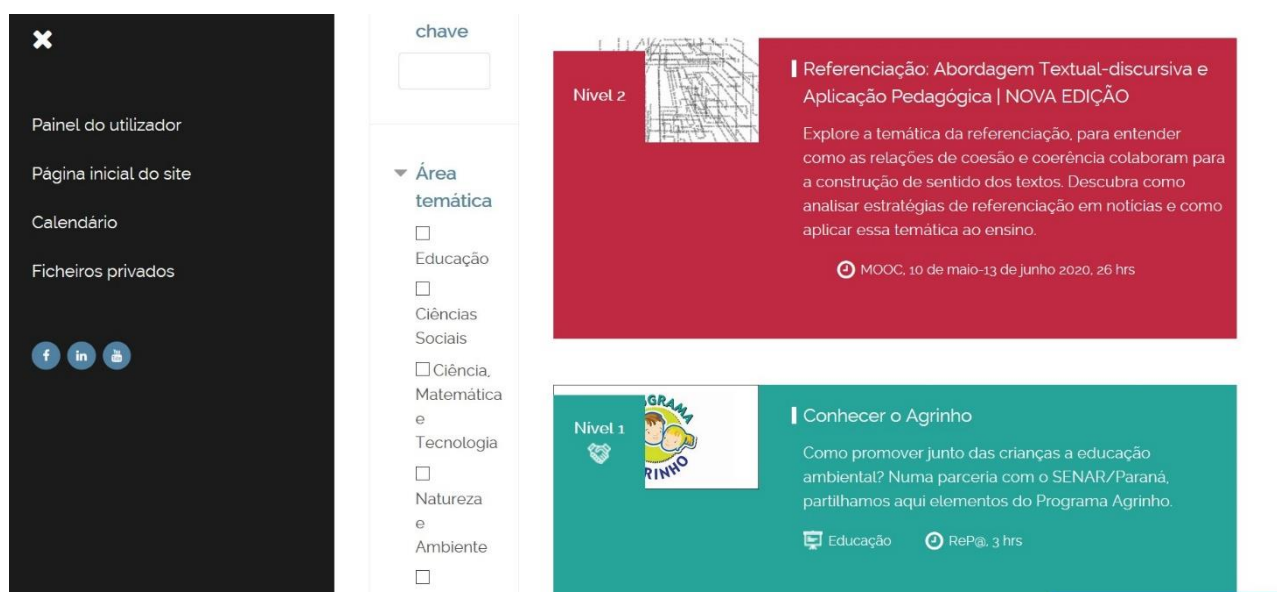 Painel do utilizador
Página inicial do site
Calendário
Ficheiros privados
chave
Área
temática
Educação
Ciências
Sociais
Ciência,
Matemática
e
Tecnologia
Natureza
e
Ambiente
Nível 2
Referenciação: Abordagem Textual-discursiva e
Aplicação Pedagógica | NOVA EDIÇÃO
Explore a temática da referenciação, para entender
como as relações de coesão e coerência colaboram para
a construção de sentido dos textos. Descubra como
analisar estratégias de referenciação em notícias e como
aplicar essa temática ao ensino.
MOOC, 10 de maio-13 de junho 2020, 26 hrs
Nível 1
Conhecer o Agrinho
Como promover junto das crianças a educação
ambiental? Numa parceria com o SENAR/Paraná,
partilhamos aqui elementos do Programa Agrinho.
Educação
ReP@, 3 hrs